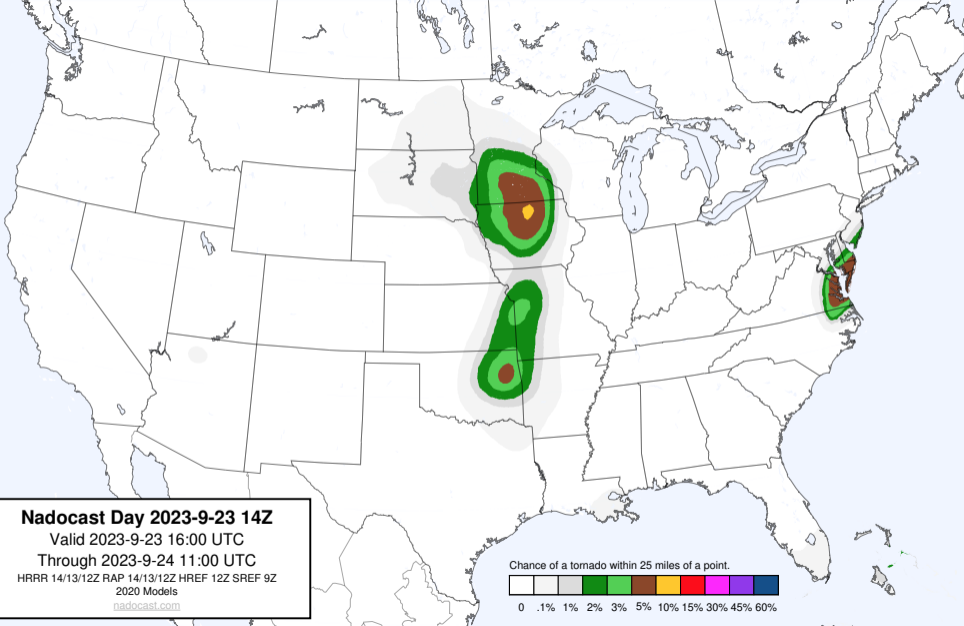 Nadocast Day 2023-9-23 14Z
Valid 2023-9-23 16:00 UTC
Through 2023-9-24 11:00 UTC
HRRR 14/13/12Z RAP 14/13/12Z HREF 12Z SREF 9Z
2020 Models
nadocast.com
Chance of a tornado within 25 miles of a point.
0 .1% 1% 2% 3% 5% 10% 15% 30% 45% 60%